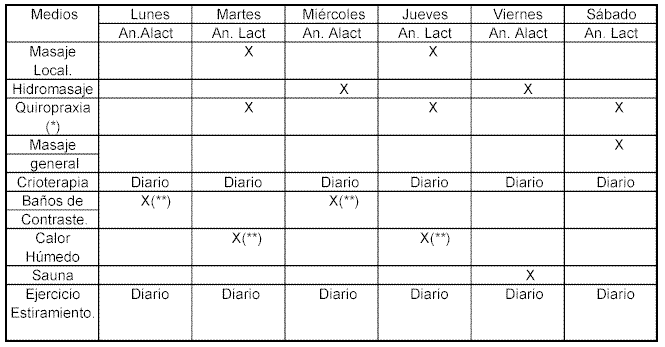 Medios Lunes Martes Miércoles Jueves Viernes Sábado
An.Alact An. Lact An. Alact An. Lact An. Alact An. Lact
Masaje X X
Local.
Hidromasaje X X
Quiropraxia X X X
(*)
Masaje X
general
Crioterapia Diario Diario Diario Diario Diario Diario
Baños de X(**) X(**)
Contraste.
Calor X(**) X(**)
Húmedo
Sauna X
Ejercicio Diario Diario Diario Diario Diario Diario
Estiramiento.